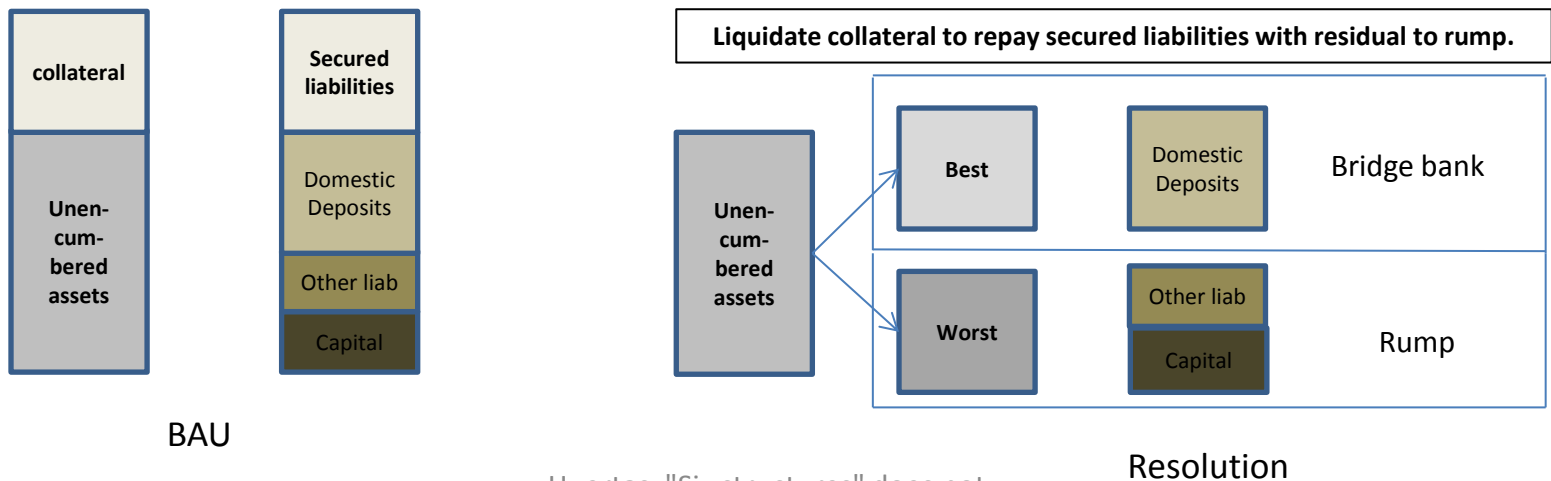 collateral
Unen-
cum-
bered
assets
Secured
liabilities
Domestic
Deposits
Other liab
Capital
BAU
Liquidate collateral to repay secured liabilities with residual to rump.
Unen-
cum-
bered
assets
Best
Domestic
Deposits
Bridge bank
Worst
Other liab
Capital
Rump
Resolution